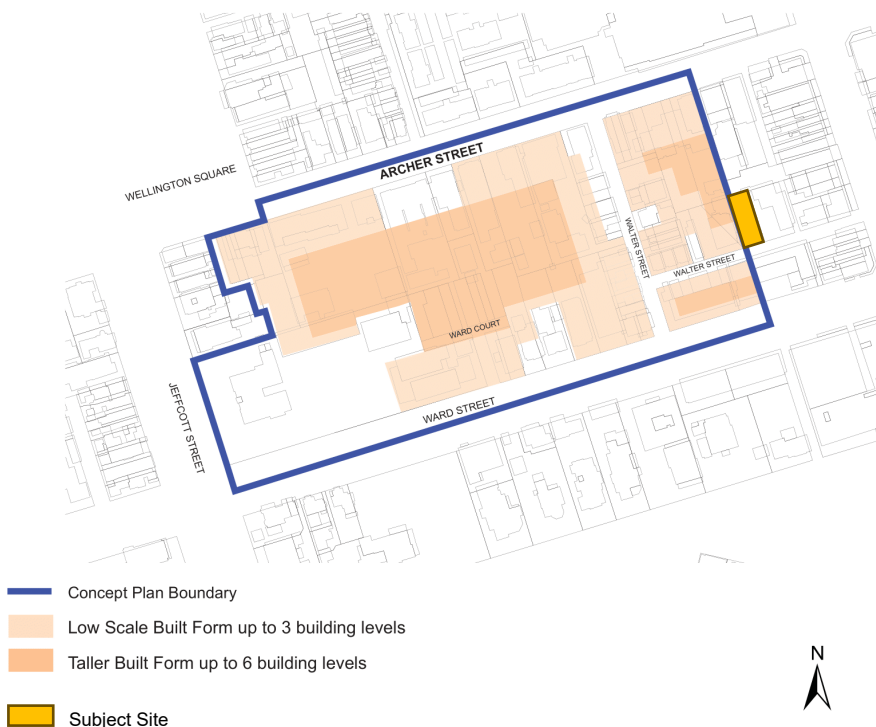 WELLINGTON SQUARE
ARCHER STREET
WALTER STREET
WALTER STREET
WARD COURT
JEFFCOTT STREET
WARD STREET
Concept Plan Boundary
Low Scale Built Form up to 3 building levels
Taller Built Form up to 6 building levels
N
Subject Site